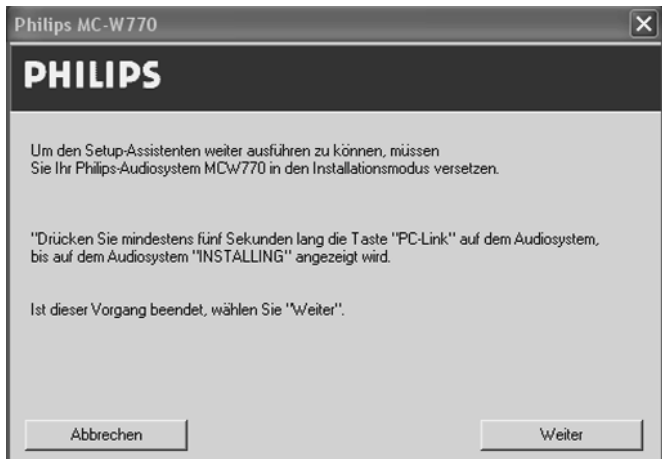 Philips MC-W770
PHILIPS
Um den Setup-Assistenten weiter ausführen zu können, müssen
Sie Ihr Philips-Audiosystem MCW770 in den Installationsmodus versetzen.
"Drücken Sie mindestens fünf Sekunden lang die Taste "PC-Link" auf dem Audiosystem,
bis auf dem Audiosystem "INSTALLING" angezeigt wird.
Ist dieser Vorgang beendet, wählen Sie "Weiter".
Abbrechen
Weiter